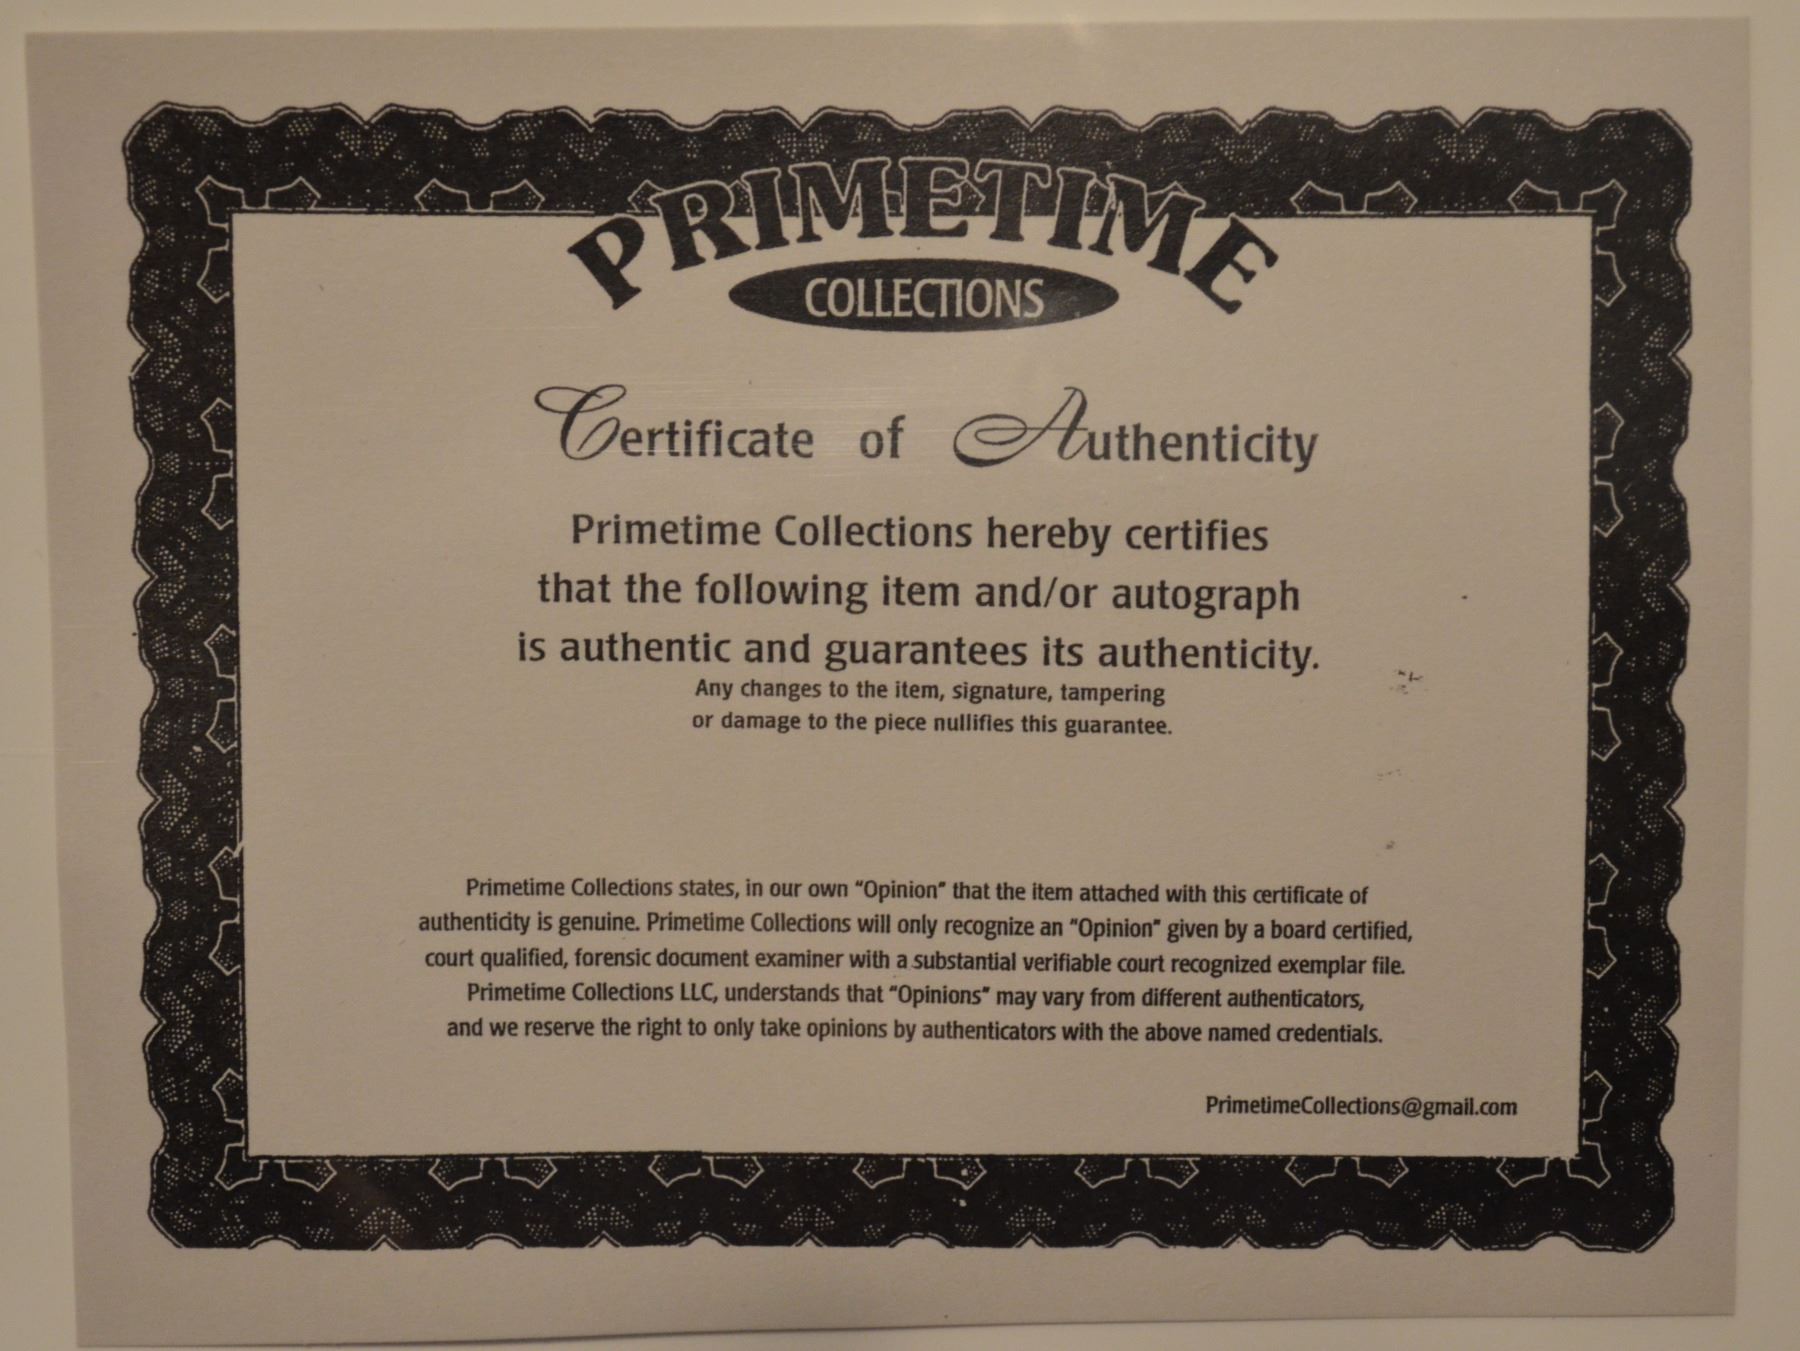 PRIMETIME
COLLECTIONS
Certificate of Authenticity
Primetime Collections hereby certifies
that the following item and/or autograph
is authentic and guarantees its authenticity.
Any changes to the item, signature, tampering
or damage to the piece nullifies this guarantee.
Primetime Collections states, in our own "Opinion" that the item attached with this certificate of
authenticity is genuine. Primetime Collections will only recognize an "Opinion" given by a board certified,
court qualified, forensic document examiner with a substantial verifiable court recognized exemplar file.
Primetime Collections LLC, understands that "Opinions" may vary from different authenticators,
and we reserve the right to only take opinions by authenticators with the above named credentials.
PrimetimeCollections@gmail.com